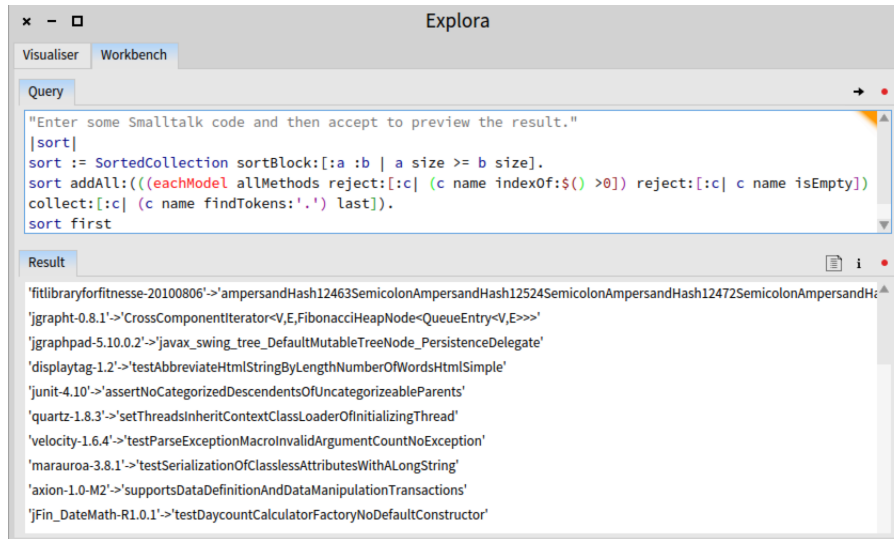 Explora
Visualiser Workbench
Query
"Enter some Smalltalk code and then accept to preview the result."
|sort|
sort := SortedCollection sortBlock:[:a :b | a size >= b size].
sort addAll:(((eachModel allMethods reject:[:c| (c name indexOf:$() >0]) reject:[:c| c name isEmpty])
collect:[:c| (c name findTokens:'.') last]).
sort first
Result
'fitlibraryforfitnesse-20100806'->'ampersandHash12463SemicolonAmpersandHash12524SemicolonAmpersandHash12472SemicolonAmpersandHa
'jgrapht-0.8.1'->'CrossComponentIterator<V,E,FibonacciHeapNode<QueueEntry<V,E>>>'
'jgraphpad-5.10.0.2'->'javax_swing_tree_DefaultMutableTreeNode_PersistenceDelegate'
'displaytag-1.2'->'testAbbreviateHtmlStringByLengthNumberOfWordsHtmlSimple'
'junit-4.10'->'assertNoCategorizedDescendentsOfUncategorizeableParents'
'quartz-1.8.3'->'setThreadsInheritContextClassLoaderOfInitializingThread'
'velocity-1.6.4'->'testParseExceptionMacroInvalidArgumentCountNoException'
'marauroa-3.8.1'->'testSerializationOfClasslessAttributesWithALongString'
'axion-1.0-M2'->'supportsDataDefinitionAndDataManipulationTransactions'
'jFin_DateMath-R1.0.1'->'testDaycountCalculatorFactoryNoDefaultConstructor'